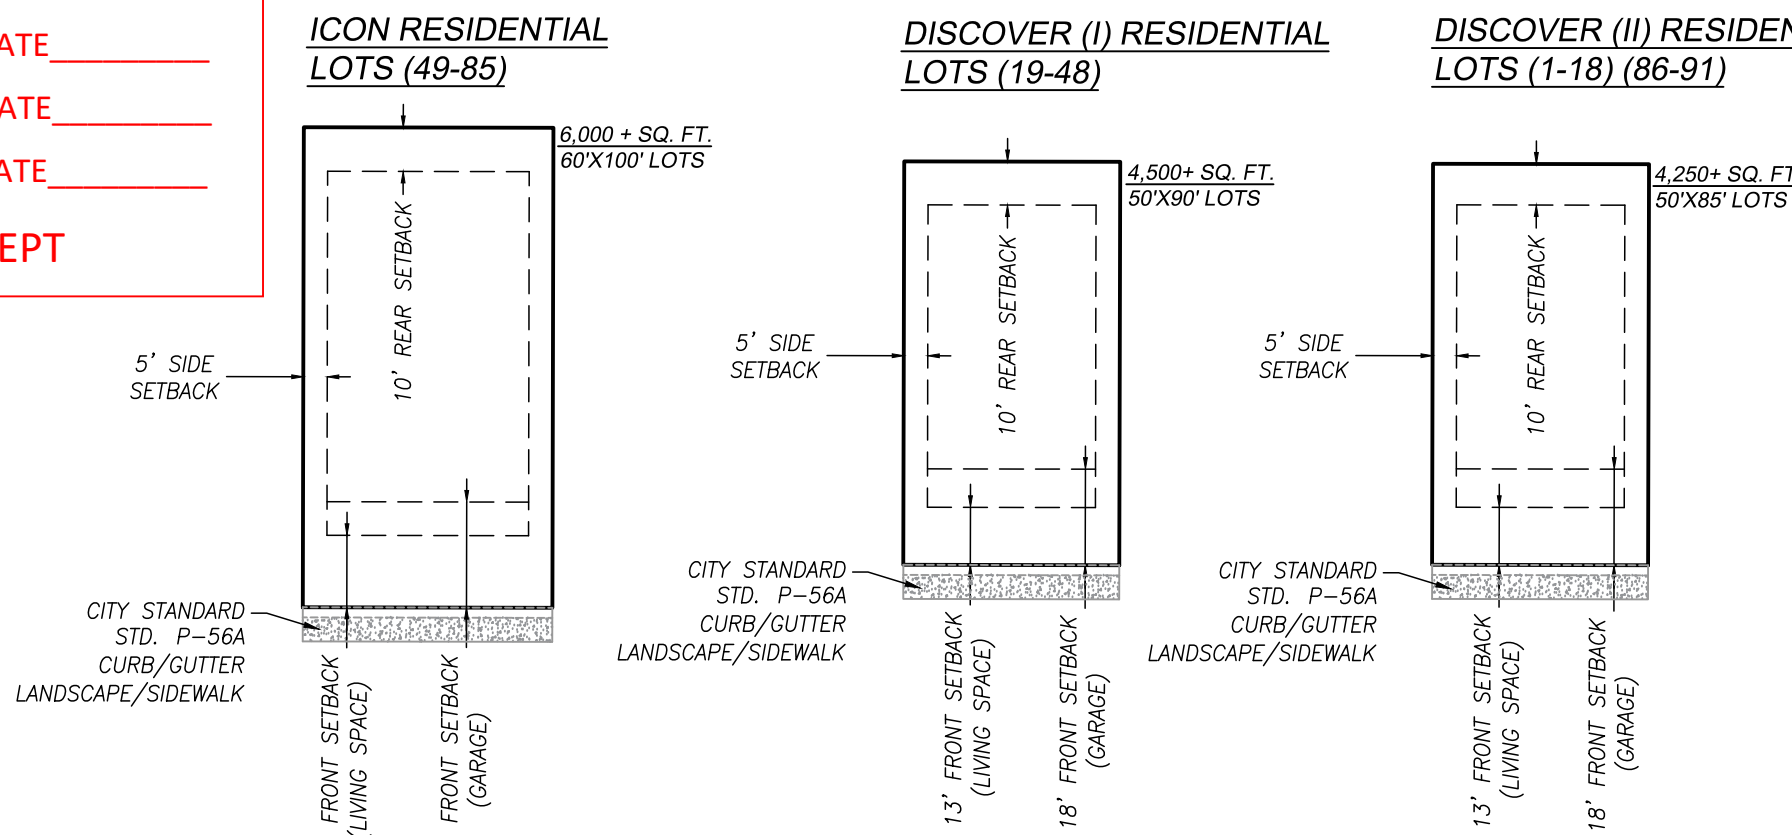 ATE
ATE
ATE
EPT
ICON RESIDENTIAL
LOTS (49-85)
6,000 + SQ. FT.
60'X100' LOTS
10' REAR SETBACK
5' SIDE
SETBACK
CITY STANDARD
STD. P-56A
CURB/GUTTER
LANDSCAPE/SIDEWALK
FRONT SETBACK
(LIVING SPACE)
FRONT SETBACK
(GARAGE)
DISCOVER (I) RESIDENTIAL
LOTS (19-48)
4,500+ SQ. FT.
50'X90' LOTS
10' REAR SETBACK
5' SIDE
SETBACK
CITY STANDARD
STD. P-56A
CURB/GUTTER
LANDSCAPE/SIDEWALK
13' FRONT SETBACK
(LIVING SPACE)
18' FRONT SETBACK
(GARAGE)
DISCOVER (II) RESIDEN
LOTS (1-18) (86-91)
4,250+ SQ. FT
50'X85' LOTS
10' REAR SETBACK
5' SIDE
SETBACK
CITY STANDARD
STD. P-56A
CURB/GUTTER
LANDSCAPE/SIDEWALK
13' FRONT SETBACK
(LIVING SPACE)
18' FRONT SETBACK
(GARAGE)